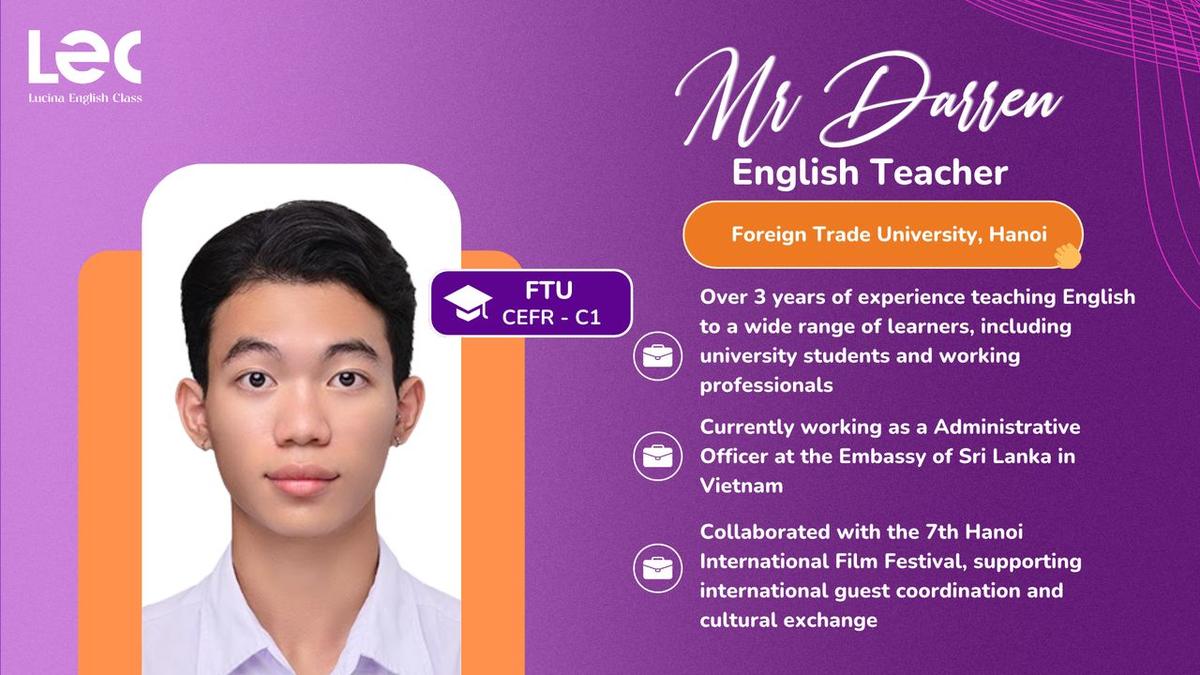 Lec
Lucina English Class
Mr Darren
English Teacher
Foreign Trade University, Hanoi
FTU
CEFR - C1
Over 3 years of experience teaching English
to a wide range of learners, including
university students and working
professionals
Currently working as a Administrative
Officer at the Embassy of Sri Lanka in
Vietnam
Collaborated with the 7th Hanoi
International Film Festival, supporting
international guest coordination and
cultural exchange